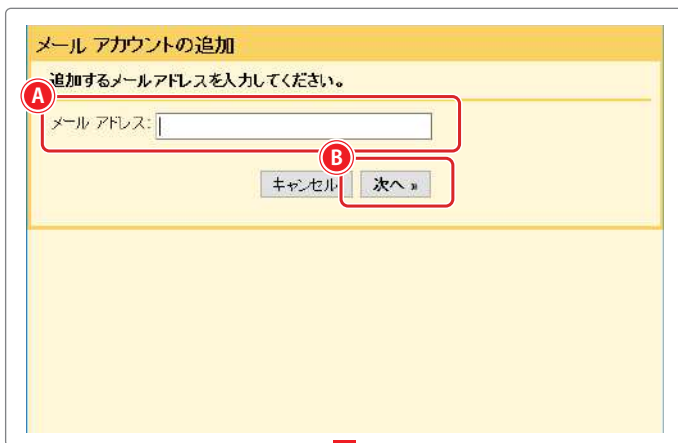 メール アカウントの追加
追加するメールアドレスを入力してください。
A
メール アドレス:
B
キャンセル 次へ »